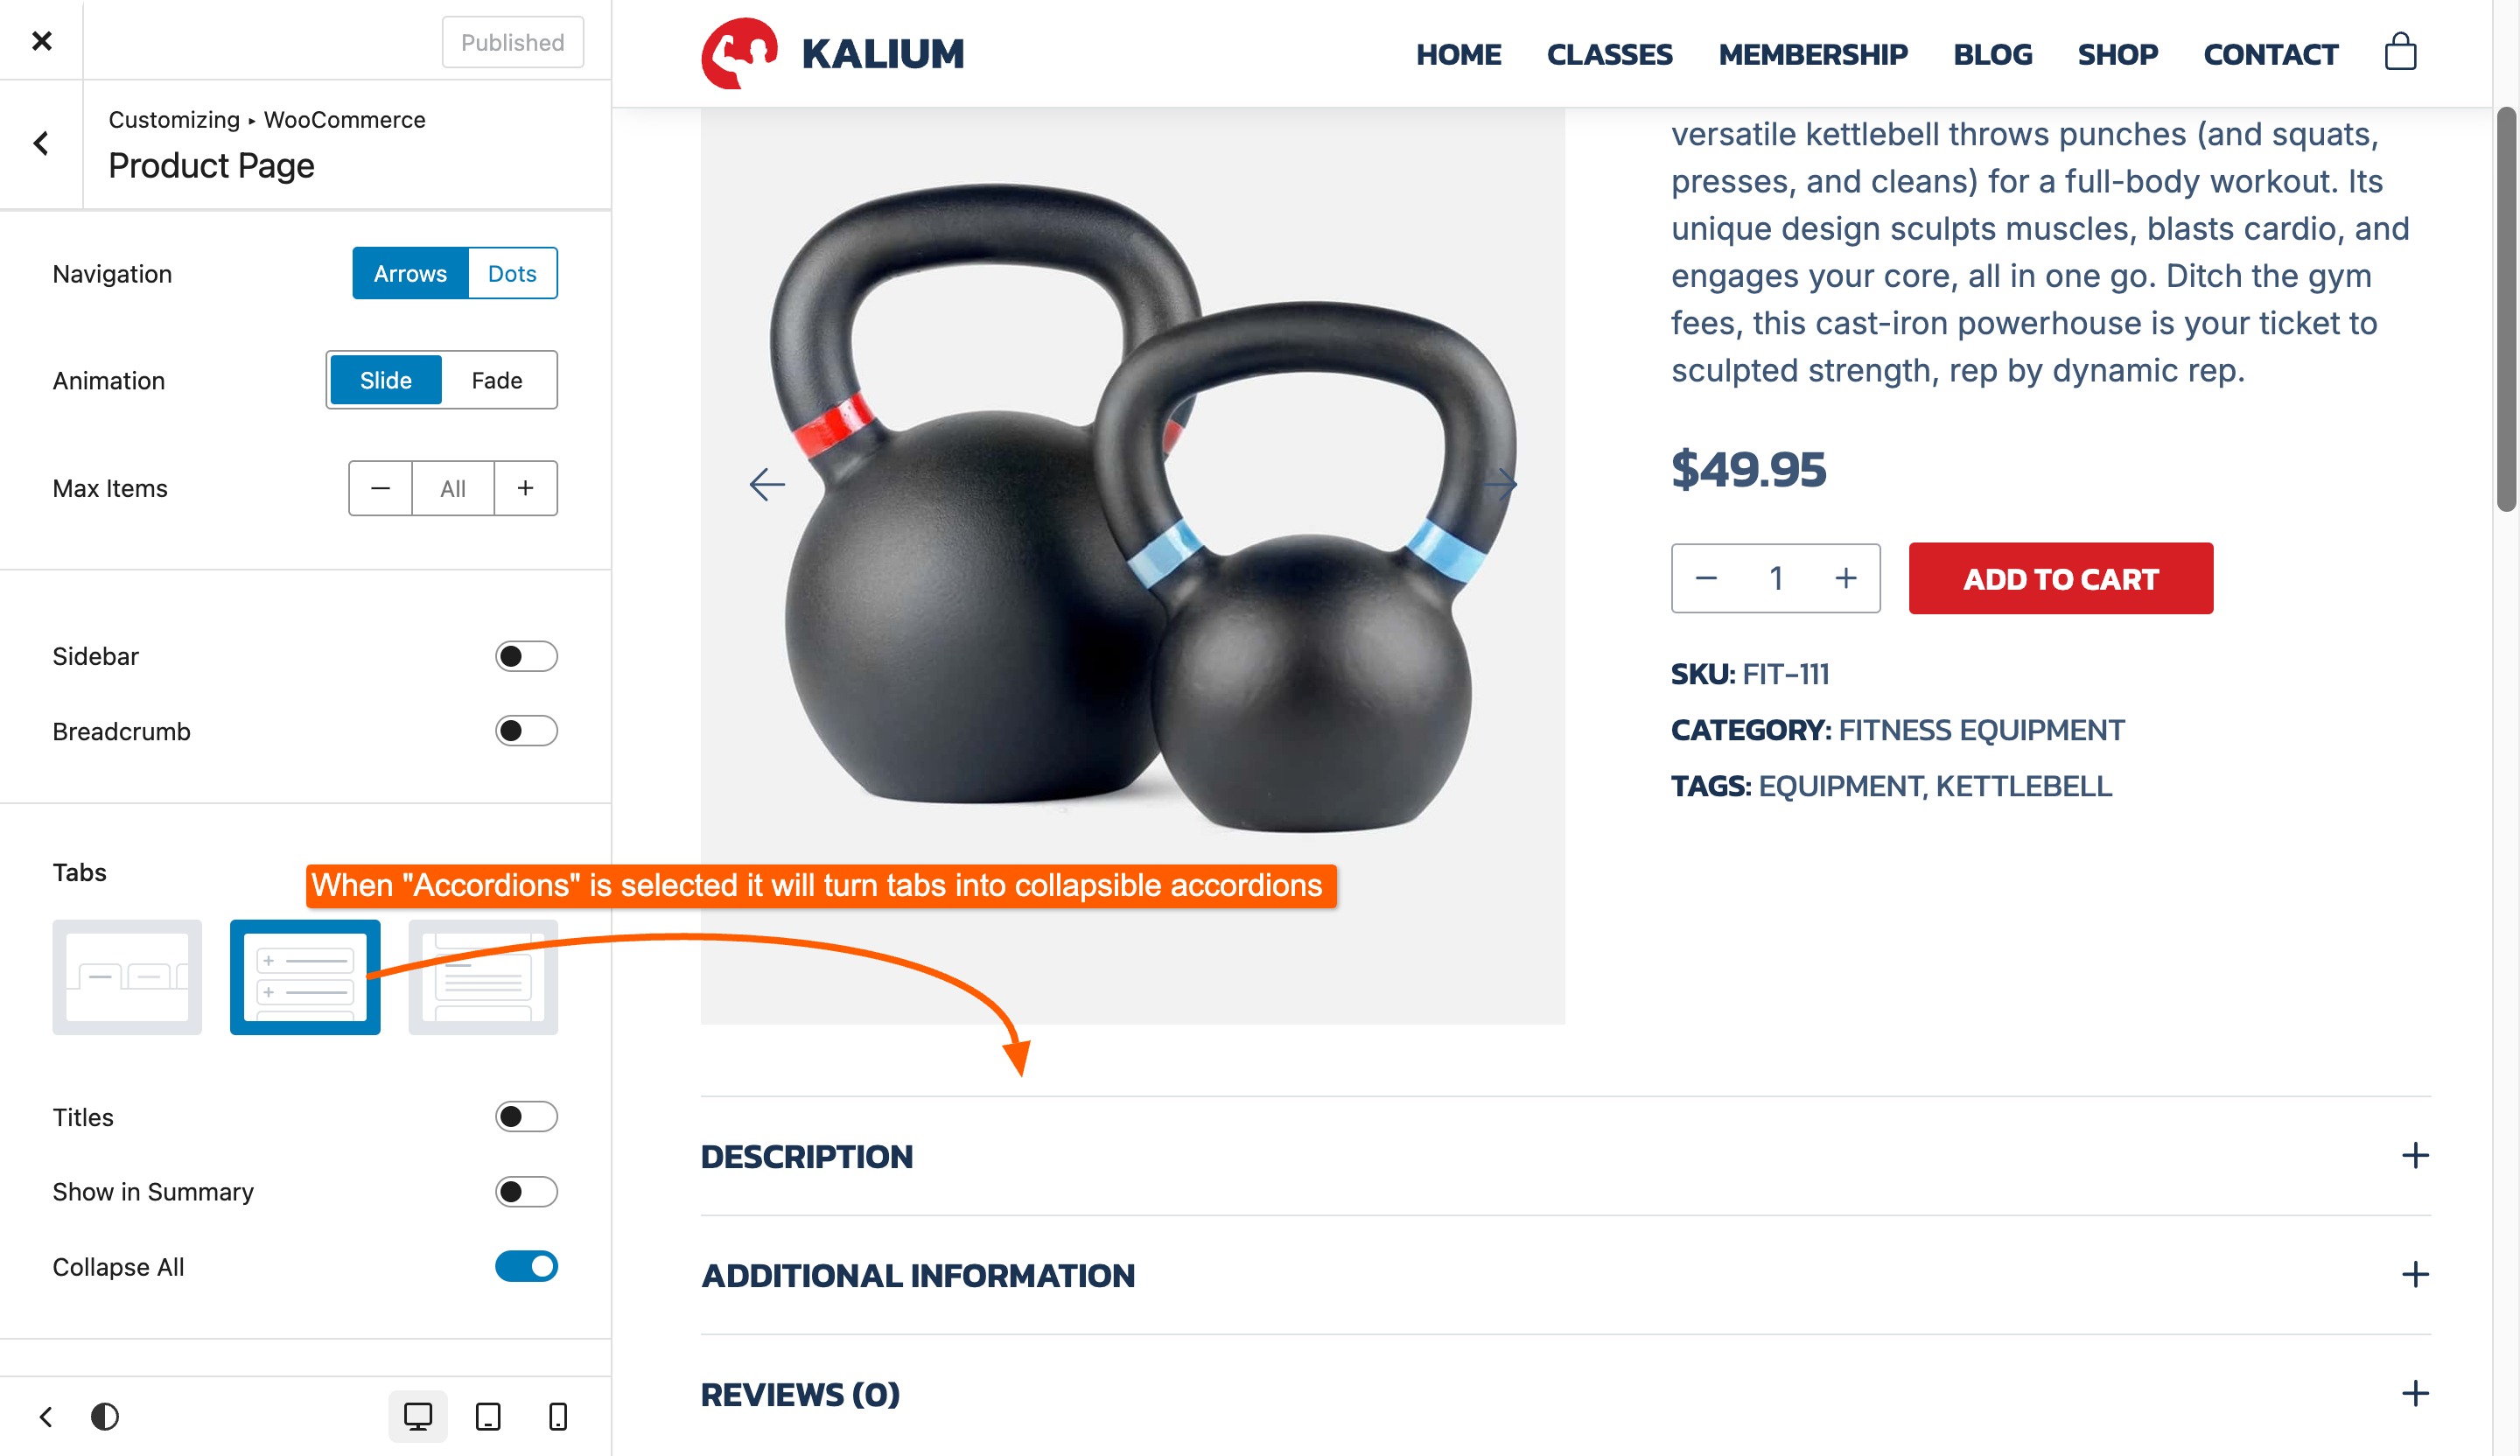 Published
Customizing ▸ WooCommerce
Product Page
Navigation
Arrows
Dots
Animation
Slide
Fade
Max Items
All
Sidebar
Breadcrumb
Tabs
Titles
Show in Summary
Collapse All
When "Accordions" is selected it will turn tabs into collapsible accordions
KALIUM
HOME
CLASSES
MEMBERSHIP
BLOG
SHOP
CONTACT
versatile kettlebell throws punches (and squats,
presses, and cleans) for a full-body workout. Its
unique design sculpts muscles, blasts cardio, and
engages your core, all in one go. Ditch the gym
fees, this cast-iron powerhouse is your ticket to
sculpted strength, rep by dynamic rep.
$49.95
1
ADD TO CART
SKU: FIT-111
CATEGORY: FITNESS EQUIPMENT
TAGS: EQUIPMENT, KETTLEBELL
DESCRIPTION
ADDITIONAL INFORMATION
REVIEWS (0)